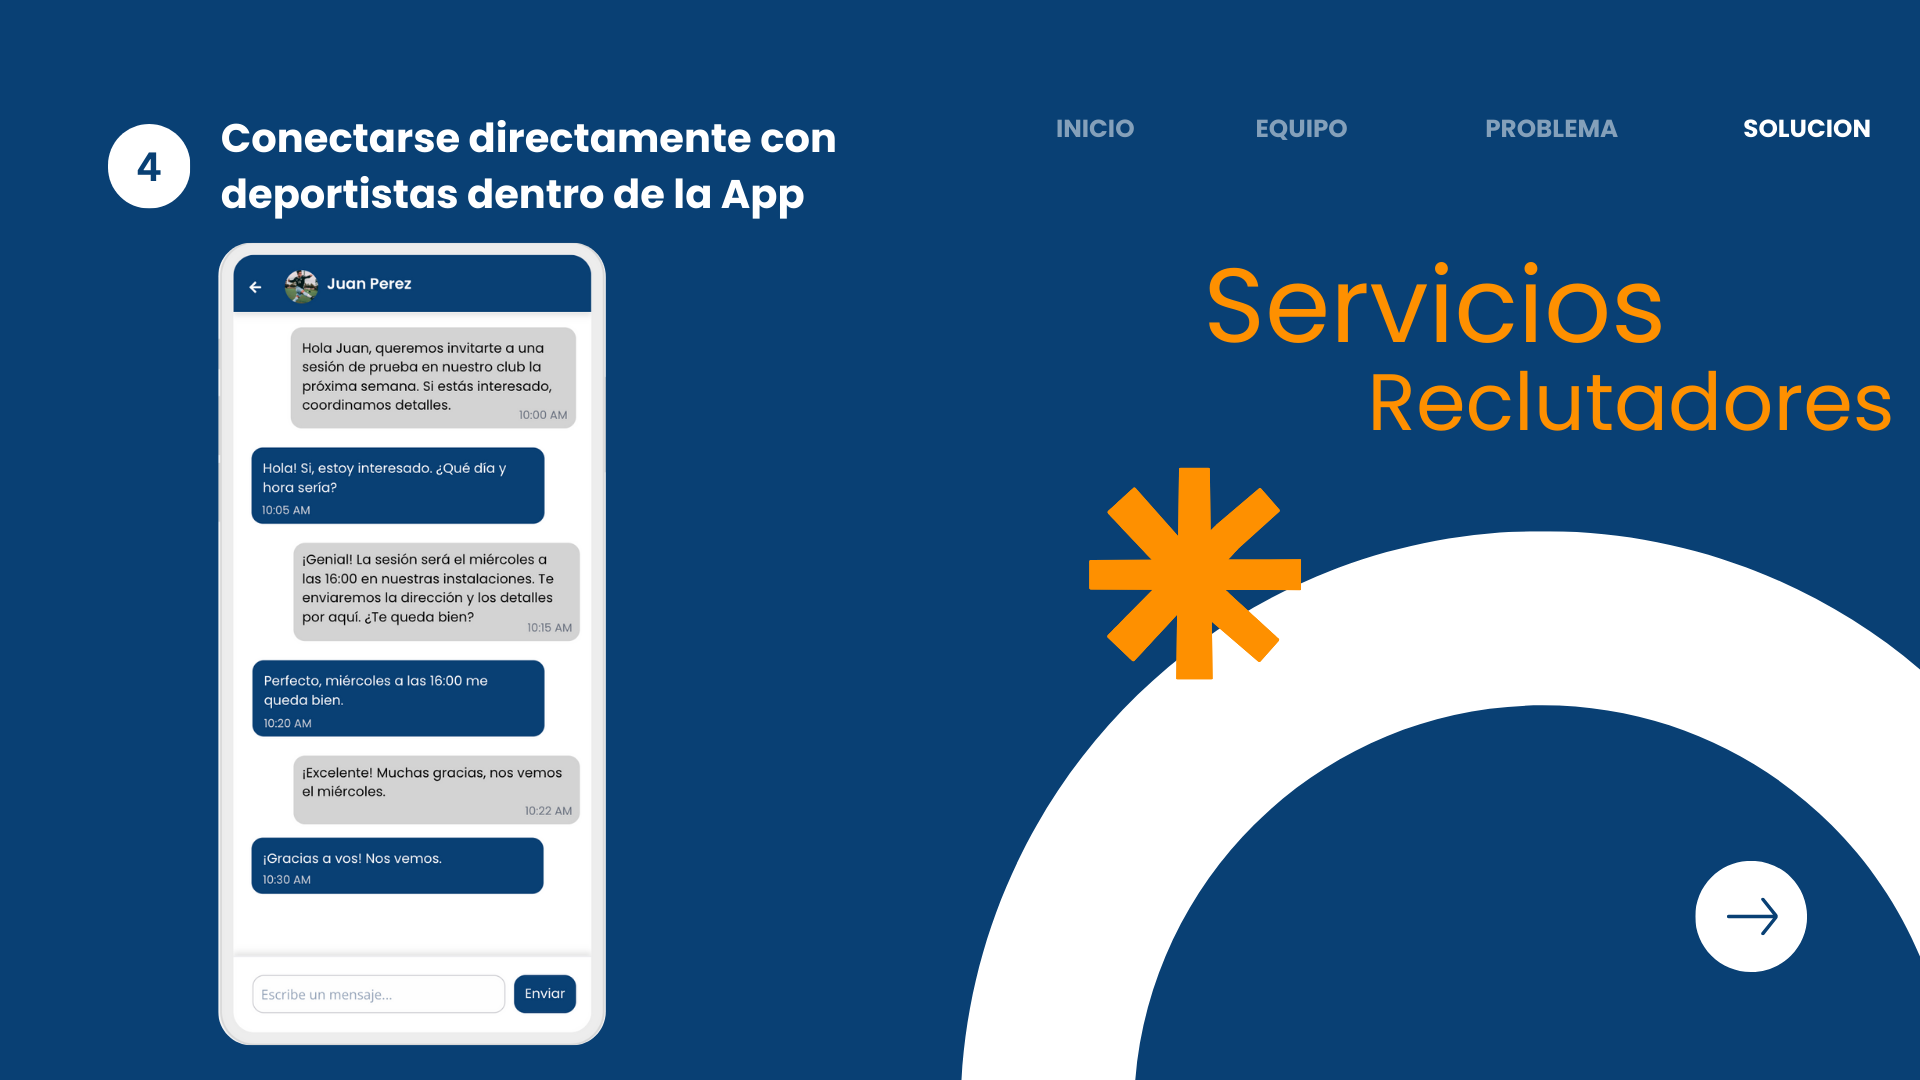 INICIO EQUIPO PROBLEMA SOLUCION
4
Conectarse directamente con
deportistas dentro de la App
Servicios
Reclutadores
Juan Perez
Hola Juan, queremos invitarte a una
sesión de prueba en nuestro club la
próxima semana. Si estás interesado,
coordinamos detalles.
10:00 AM
Hola! Si, estoy interesado. ¿Qué día y
hora sería?
10:05 AM
¡Genial! La sesión será el miércoles a
las 16:00 en nuestras instalaciones. Te
enviaremos la dirección y los detalles
por aquí. ¿Te queda bien?
10:15 AM
Perfecto, miércoles a las 16:00 me
queda bien.
10:20 AM
¡Excelente! Muchas gracias, nos vemos
el miércoles.
10:22 AM
¡Gracias a vos! Nos vemos.
10:30 AM
Escribe un mensaje... Enviar